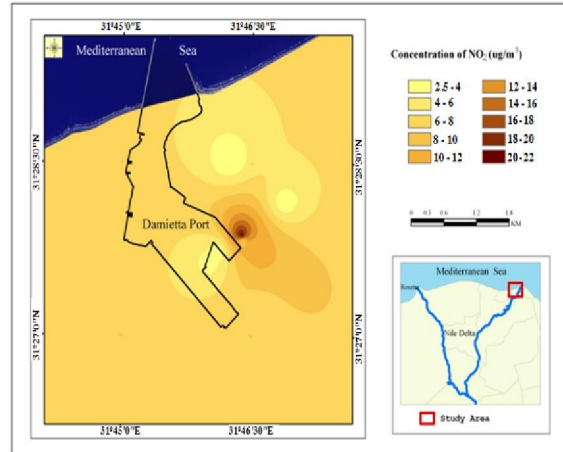 31°45'0"E 31°46'30"E
Mediterranean Sea
31°28'30"N
31°28'30"N
Damietta Port
31°27'0"N
31°27'0"N
31°45'0"E 31°46'30"E
Concentration of NO₂ (ug/m³)
2.5 - 4
4 - 6
6 - 8
8 - 10
10 - 12
12 - 14
14 - 16
16 - 18
18 - 20
20 - 22
0 0.3 0.6 1.2 1.8
KM
Mediterranean Sea
Nile Delta
Study Area